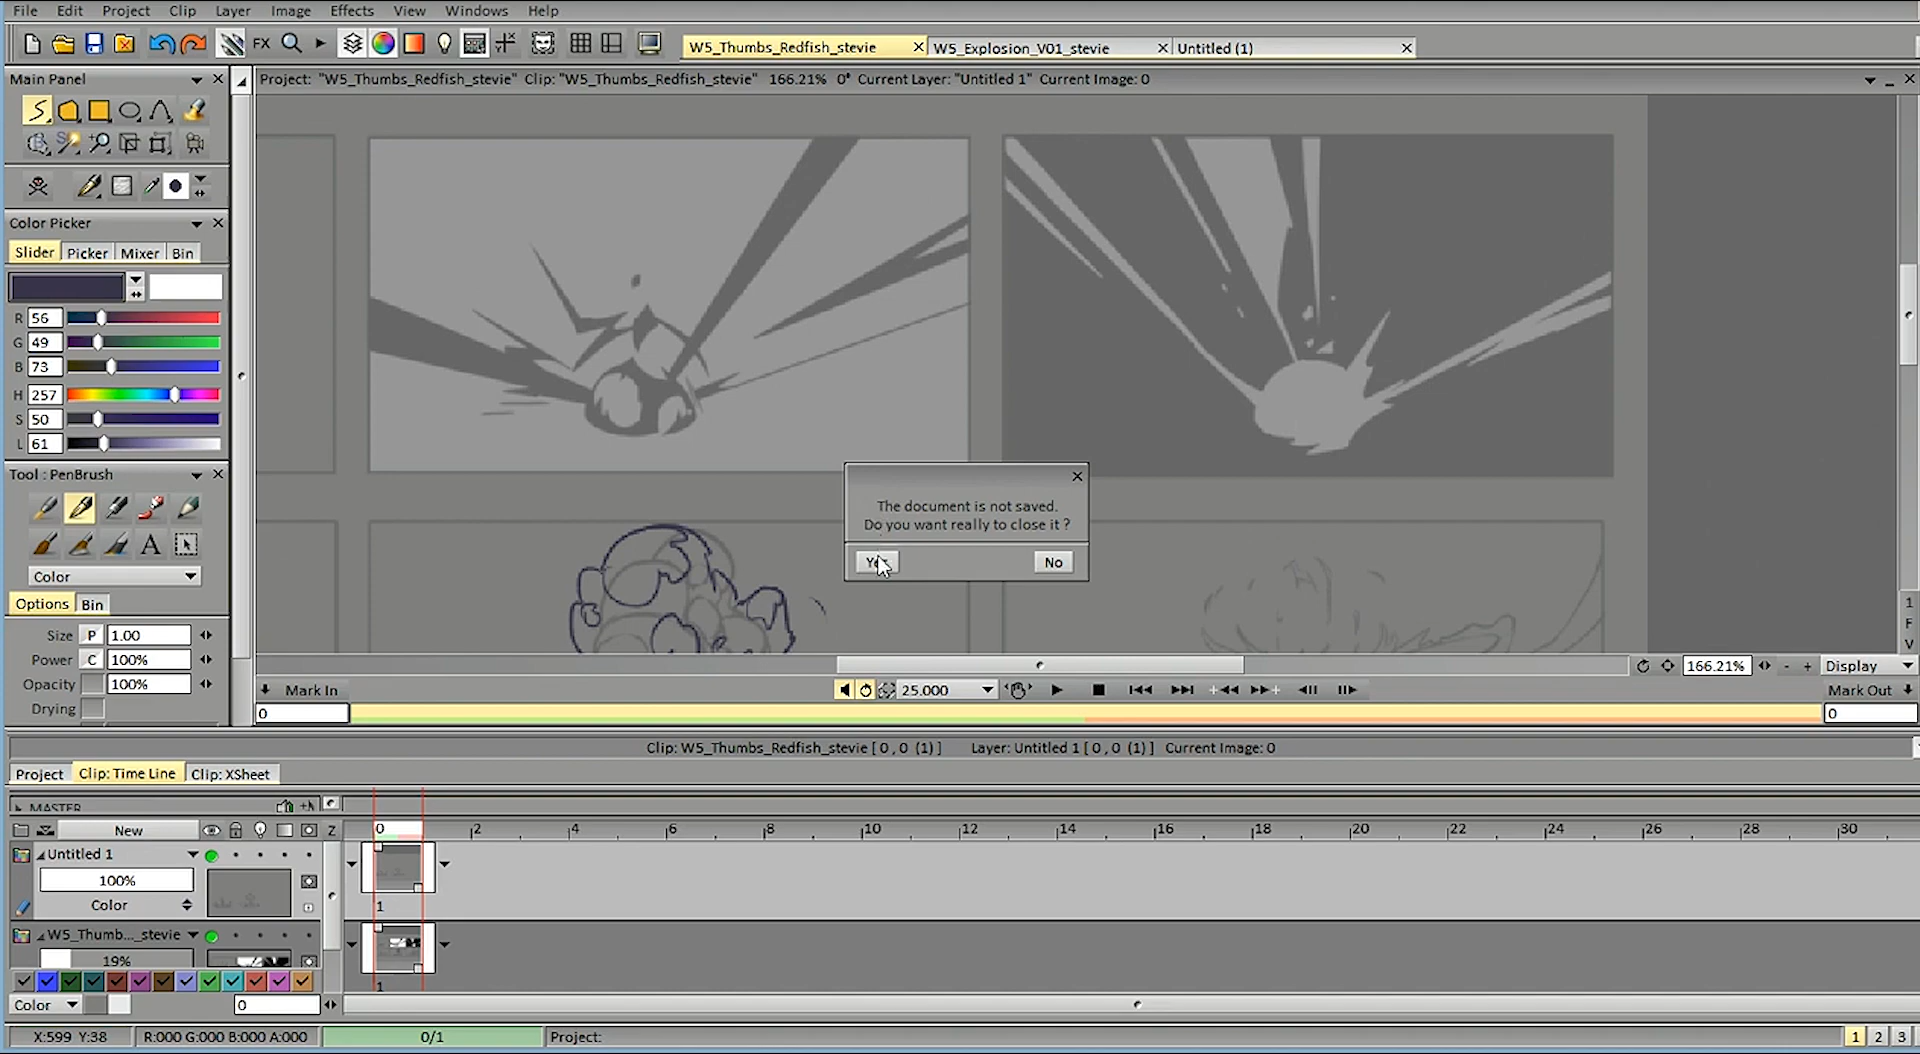 File Edit Project Clip Layer Image Effects View Windows Help
FX
W5_Thumbs_Redfish_stevie
W5_Explosion_V01_stevie
Untitled (1)
Main Panel
Project: "W5_Thumbs_Redfish_stevie" Clip: "W5_Thumbs_Redfish_stevie" 166.21% 0° Current Layer: "Untitled 1" Current Image: 0
Color Picker
Slider Picker Mixer Bin
R 56
G 49
B 73
H 257
S 50
L 61
Tool : PenBrush
A
Color
Options Bin
Size P 1.00
Power C 100%
Opacity 100%
Drying
The document is not saved.
Do you want really to close it ?
No
1
F
V
166.21% - + Display
Mark In
25.000
Mark Out
0
0
Clip: W5_Thumbs_Redfish_stevie [ 0 , 0 (1) ] Layer: Untitled 1 [ 0 , 0 (1) ] Current Image: 0
Project Clip: Time Line Clip: XSheet
MASTER
New Z
0 2 4 6 8 10 12 14 16 18 20 22 24 26 28 30
Untitled 1
100%
Color
1
W5_Thumb..._stevie
19%
1
Color 0
X:599 Y:38 R:000 G:000 B:000 A:000 0/1 Project: 1 2 3